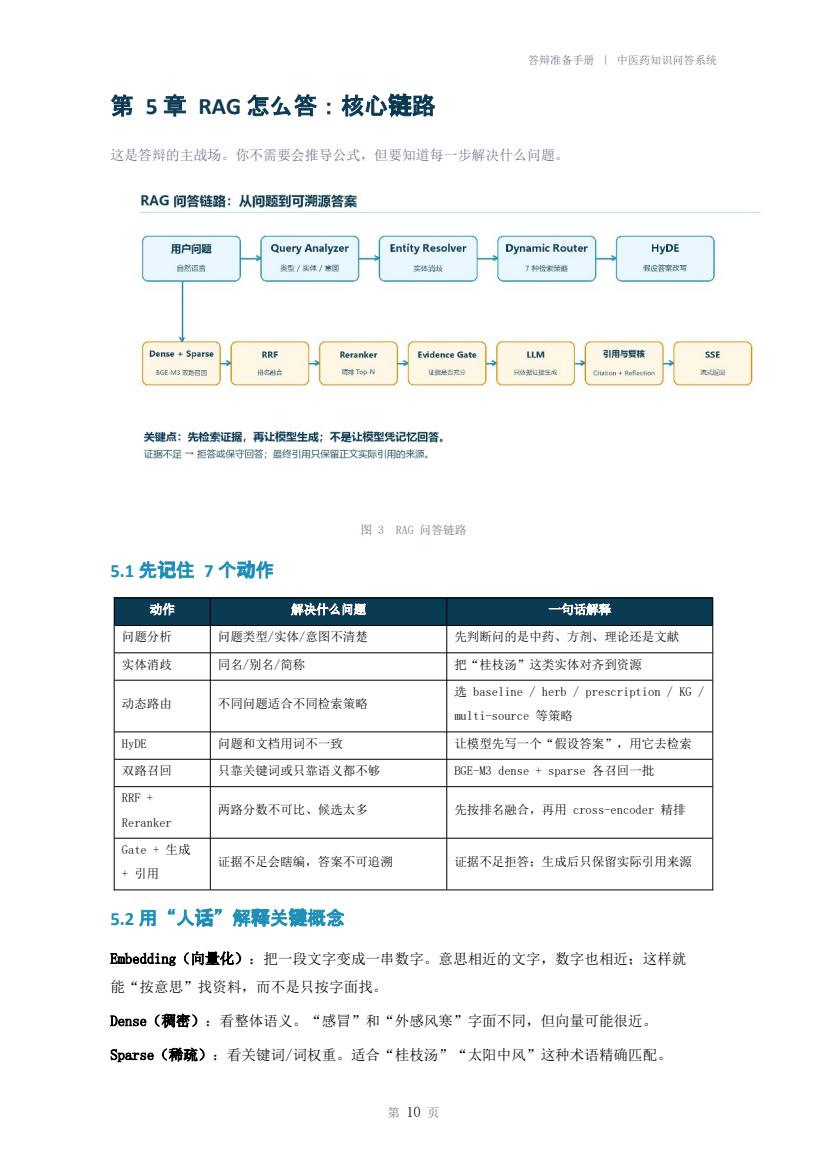 答辩准备手册 | 中医药知识问答系统
第 5 章 RAG 怎么答：核心链路
这是答辩的主战场。你不需要会推导公式，但要知道每一步解决什么问题。
RAG 问答链路：从问题到可溯源答案
用户问题 Query Analyzer Entity Resolver Dynamic Router HyDE
自然语言 类型 / 实体 / 意图 实体消歧 7 种检索策略 假设答案改写
Dense + Sparse RRF Reranker Evidence Gate LLM 引用与复核 SSE
BGE-M3 双路召回 排名融合 精排 Top-N 证据是否充分 只依据证据生成 Citation + Reflection 流式返回
关键点：先检索证据，再让模型生成；不是让模型凭记忆回答。
证据不足 → 拒答或保守回答；最终引用只保留正文实际引用的来源。
图 3 RAG 问答链路
5.1 先记住 7 个动作
动作 解决什么问题 一句话解释
问题分析 问题类型/实体/意图不清楚 先判断问的是中药、方剂、理论还是文献
实体消歧 同名/别名/简称 把“桂枝汤”这类实体对齐到资源
动态路由 不同问题适合不同检索策略 选 baseline / herb / prescription / KG /
multi-source 等策略
HyDE 问题和文档用词不一致 让模型先写一个“假设答案”，用它去检索
双路召回 只靠关键词或只靠语义都不够 BGE-M3 dense + sparse 各召回一批
RRF +
Reranker 两路分数不可比、候选太多 先按排名融合，再用 cross-encoder 精排
Gate + 生成
+ 引用 证据不足会瞎编，答案不可追溯 证据不足拒答；生成后只保留实际引用来源
5.2 用“人话”解释关键概念
Embedding（向量化）：把一段文字变成一串数字。意思相近的文字，数字也相近；这样就
能“按意思”找资料，而不是只按字面找。
Dense（稠密）：看整体语义。“感冒”和“外感风寒”字面不同，但向量可能很近。
Sparse（稀疏）：看关键词/词权重。适合“桂枝汤”“太阳中风”这种术语精确匹配。
第 10 页